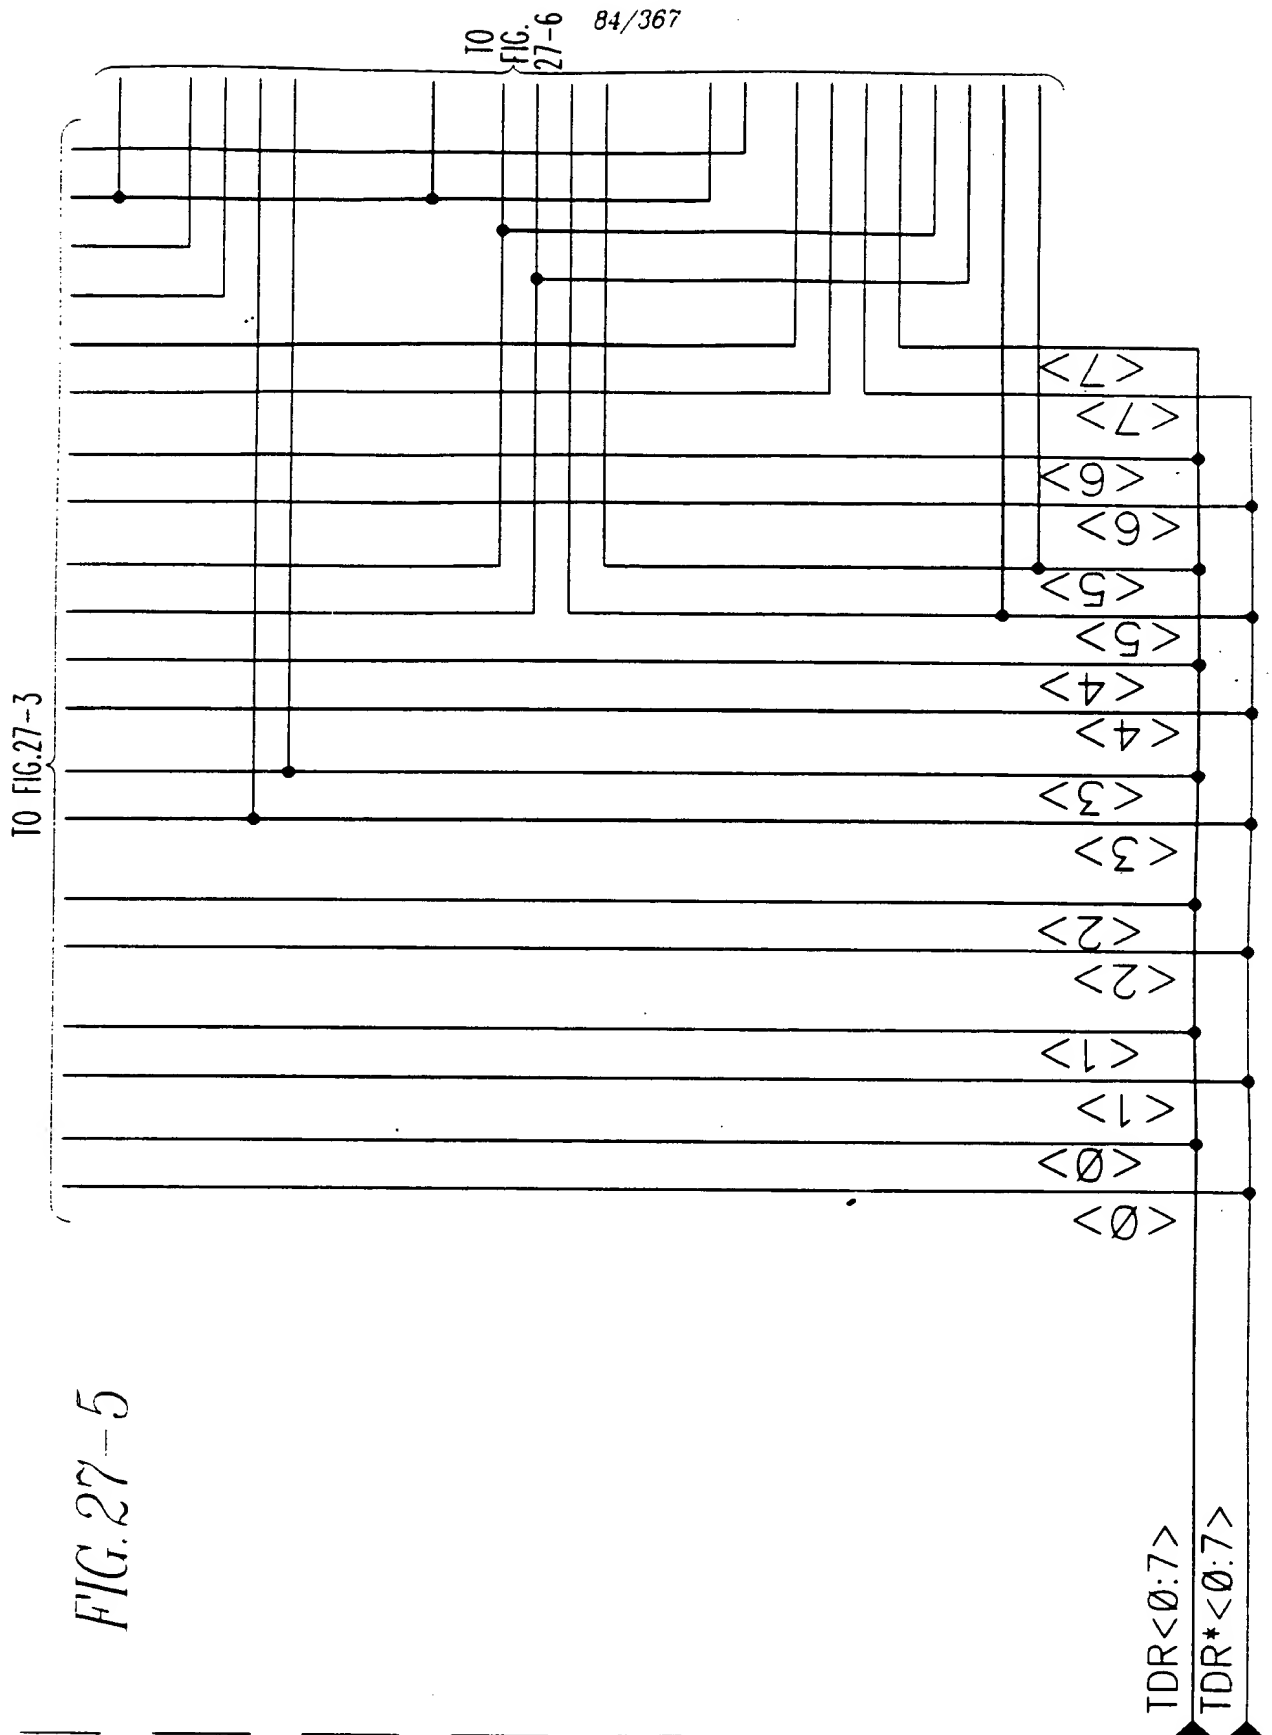 84/367
TO
FIG.
27-6
TO FIG.27-3
<7>
<7>
<6>
<6>
<5>
<5>
<4>
<4>
<3>
<3>
<2>
<2>
<1>
<1>
<Ø>
<Ø>
FIG.27-5
TDR<Ø:7>
TDR*<Ø:7>